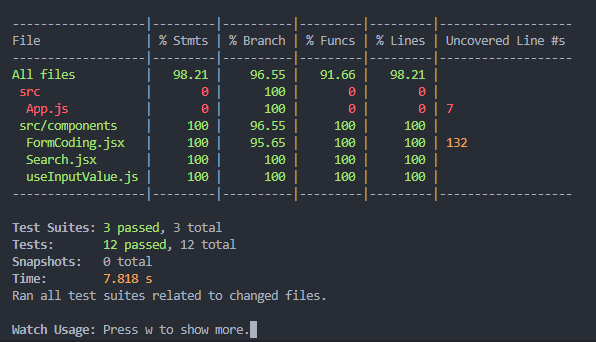 --------------------|---------|----------|---------|---------|-------------------
File                | % Stmts | % Branch | % Funcs | % Lines | Uncovered Line #s
--------------------|---------|----------|---------|---------|-------------------
All files           |   98.21 |    96.55 |   91.66 |   98.21 |
 src                |       0 |      100 |       0 |       0 |
  App.js            |       0 |      100 |       0 |       0 | 7
 src/components     |     100 |    96.55 |     100 |     100 |
  FormCoding.jsx    |     100 |    95.65 |     100 |     100 | 132
  Search.jsx        |     100 |      100 |     100 |     100 |
  useInputValue.js  |     100 |      100 |     100 |     100 |
--------------------|---------|----------|---------|---------|-------------------
Test Suites: 3 passed, 3 total
Tests:       12 passed, 12 total
Snapshots:   0 total
Time:        7.818 s
Ran all test suites related to changed files.
Watch Usage: Press w to show more.